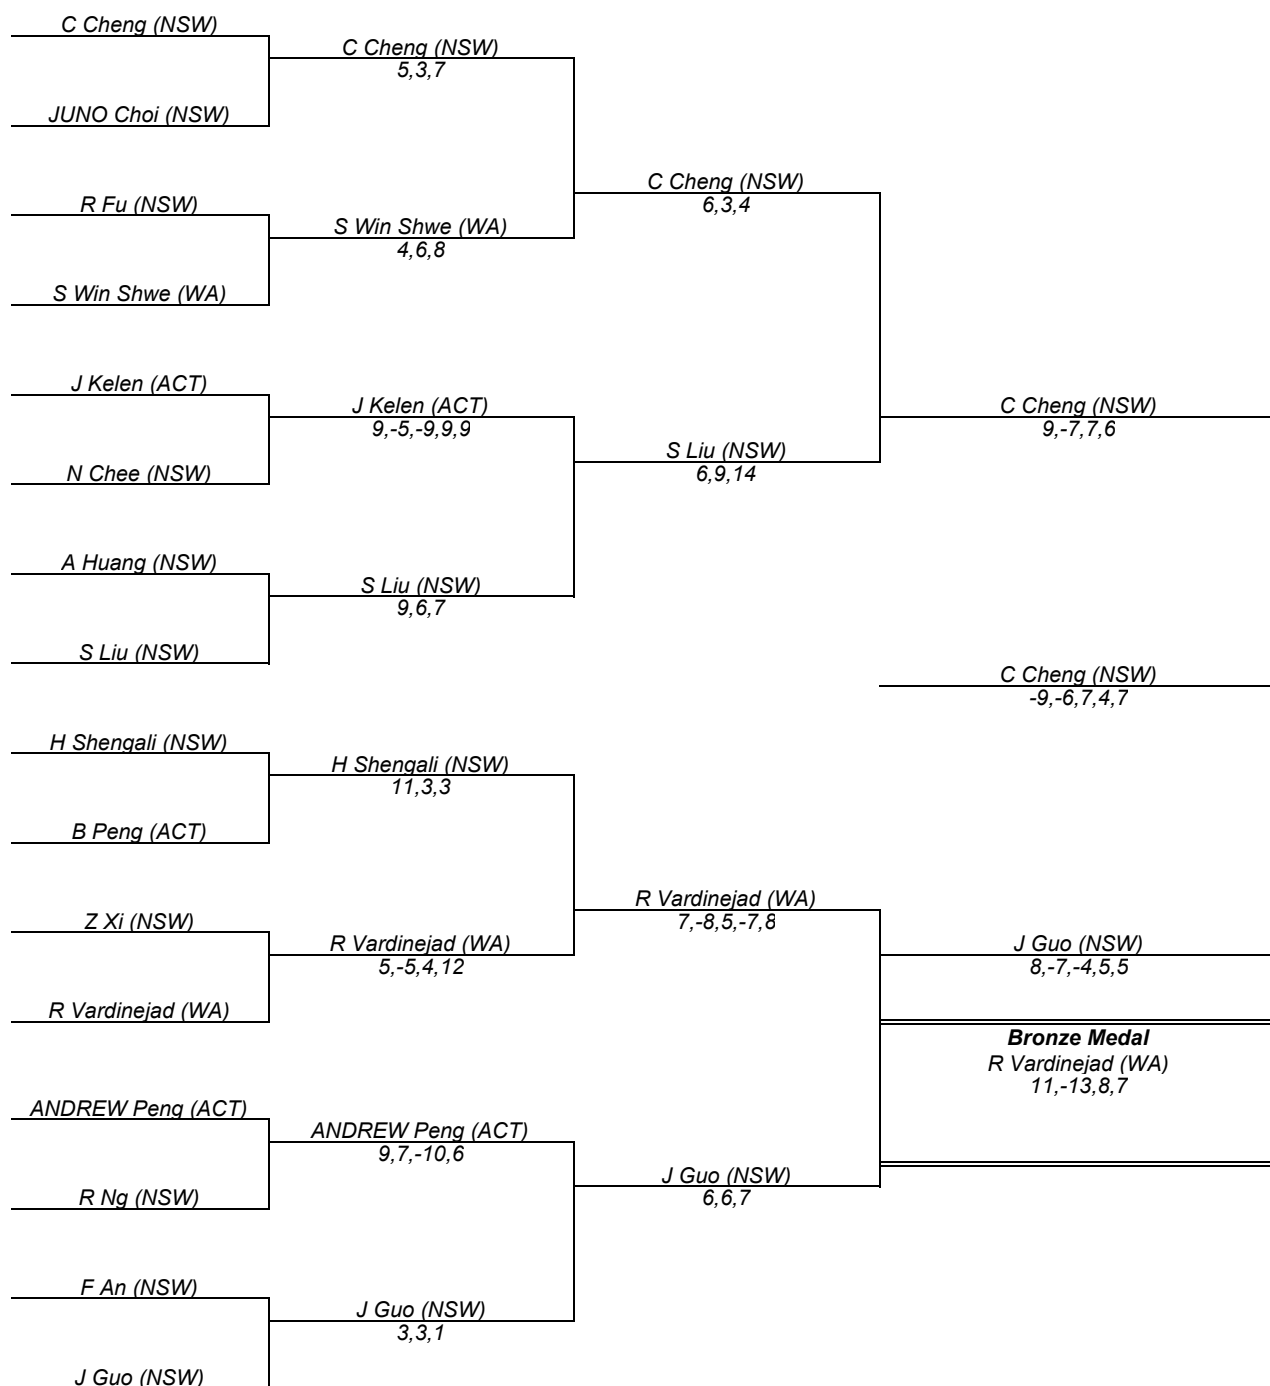 C Cheng (NSW)
C Cheng (NSW)
5,3,7
JUNO Choi (NSW)
C Cheng (NSW)
6,3,4
R Fu (NSW)
S Win Shwe (WA)
4,6,8
S Win Shwe (WA)
J Kelen (ACT)
J Kelen (ACT)
9,-5,-9,9,9
C Cheng (NSW)
9,-7,7,6
N Chee (NSW)
S Liu (NSW)
6,9,14
A Huang (NSW)
S Liu (NSW)
9,6,7
S Liu (NSW)
C Cheng (NSW)
-9,-6,7,4,7
H Shengali (NSW)
H Shengali (NSW)
11,3,3
B Peng (ACT)
R Vardinejad (WA)
7,-8,5,-7,8
Z Xi (NSW)
R Vardinejad (WA)
5,-5,4,12
J Guo (NSW)
8,-7,-4,5,5
R Vardinejad (WA)
Bronze Medal
R Vardinejad (WA)
11,-13,8,7
ANDREW Peng (ACT)
ANDREW Peng (ACT)
9,7,-10,6
R Ng (NSW)
J Guo (NSW)
6,6,7
F An (NSW)
J Guo (NSW)
3,3,1
J Guo (NSW)